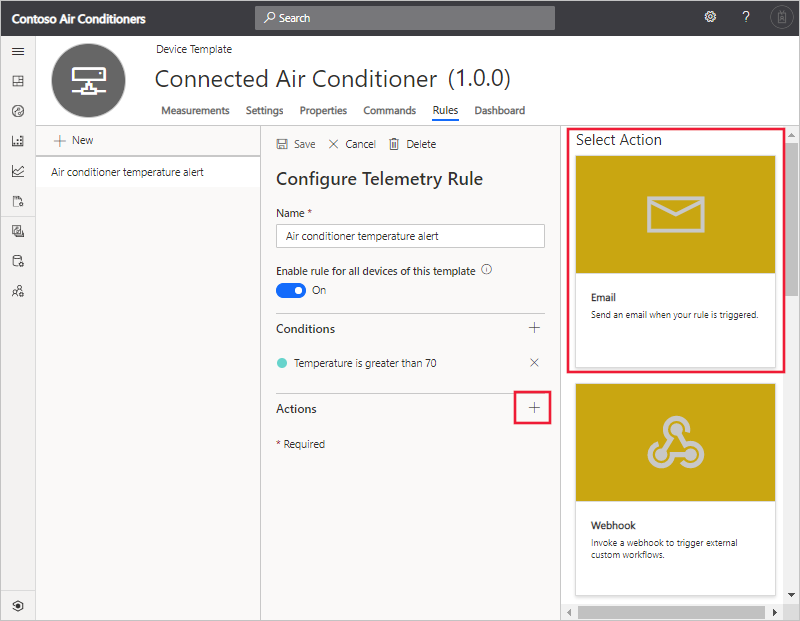 Contoso Air Conditioners
Search
?
Device Template
Connected Air Conditioner (1.0.0)
Measurements Settings Properties Commands Rules Dashboard
New
Air conditioner temperature alert
Save Cancel Delete
Configure Telemetry Rule
Name *
Air conditioner temperature alert
Enable rule for all devices of this template
On
Conditions
Temperature is greater than 70
Actions
* Required
Select Action
Email
Send an email when your rule is triggered.
Webhook
Invoke a webhook to trigger external
custom workflows.